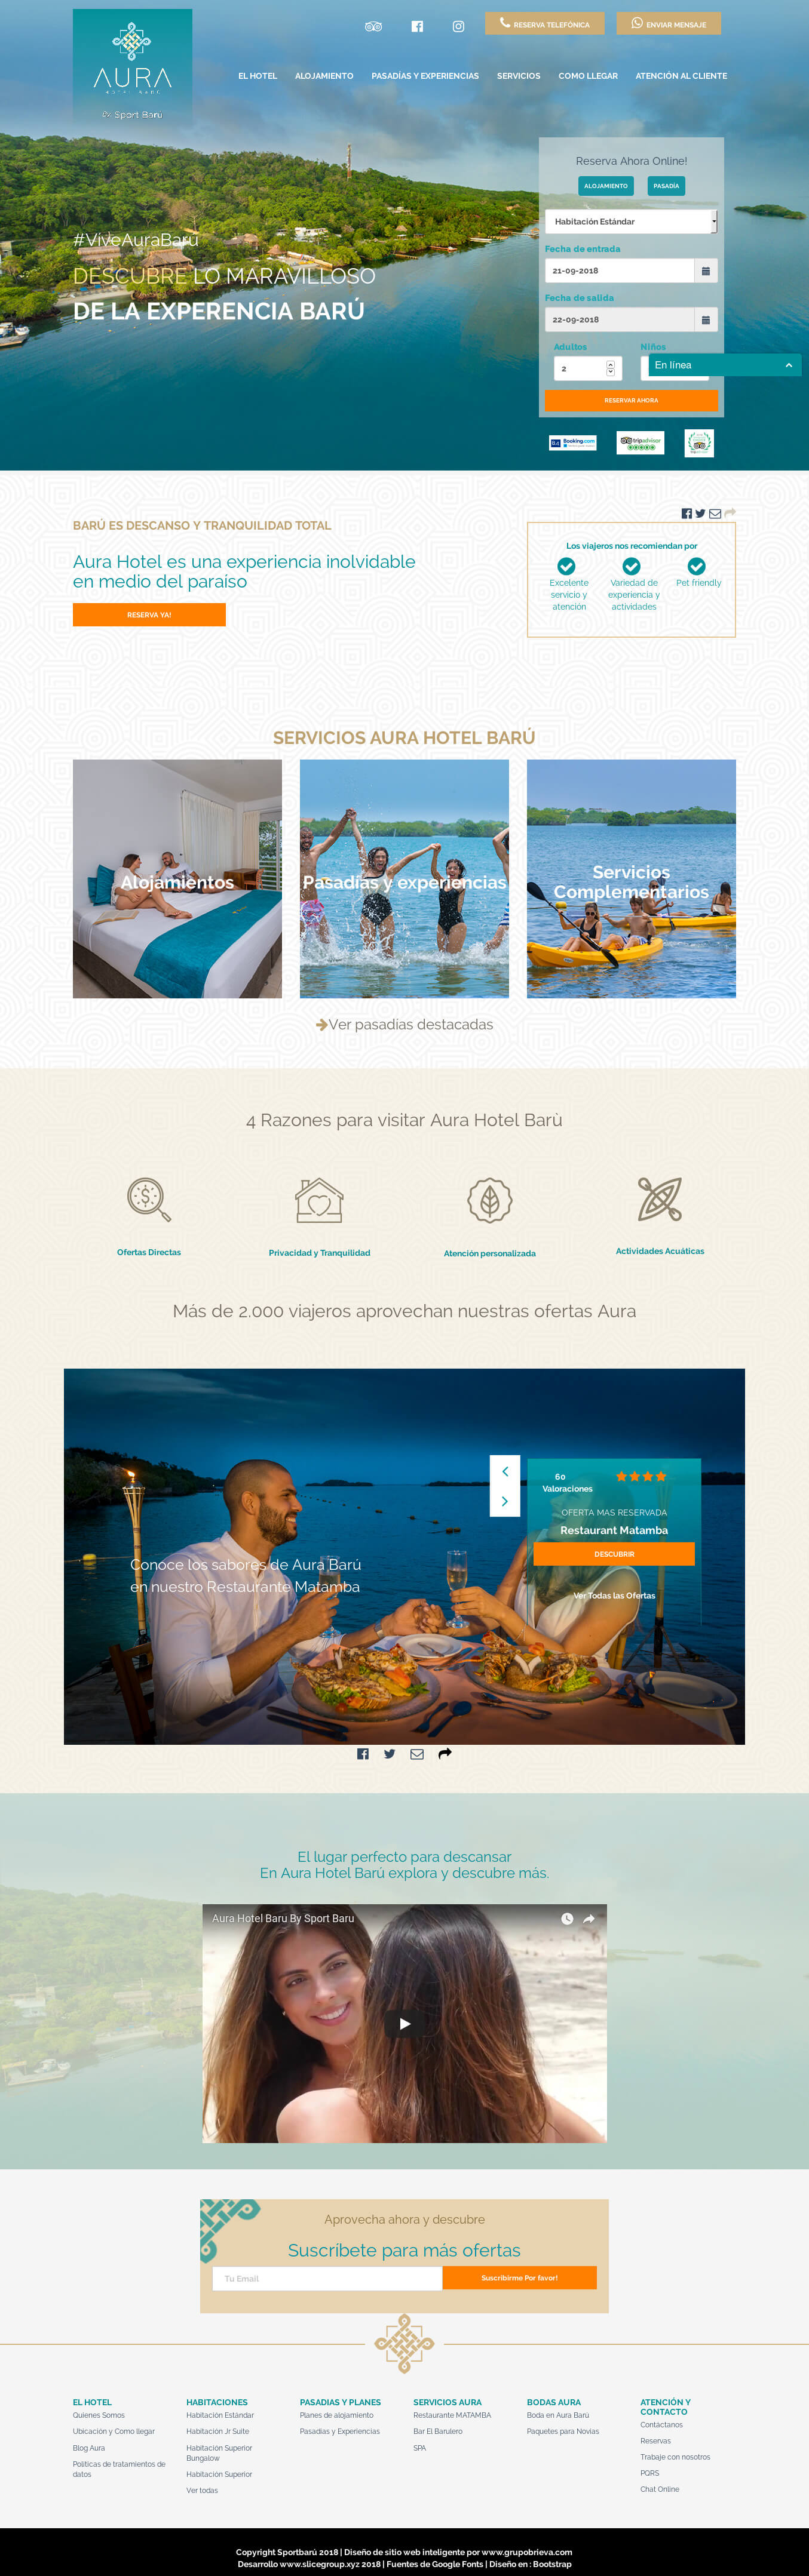 RESERVA TELEFÓNICA
ENVIAR MENSAJE
AURA
HOTEL BARÚ
By Sport Barú
EL HOTEL
ALOJAMIENTO
PASADÍAS Y EXPERIENCIAS
SERVICIOS
COMO LLEGAR
ATENCIÓN AL CLIENTE
Reserva Ahora Online!
ALOJAMIENTO
PASADÍA
Habitación Estándar
Fecha de entrada
21-09-2018
Fecha de salida
22-09-2018
Adultos
Niños
2
En línea
RESERVAR AHORA
#ViveAuraBarú
DESCUBRE LO MARAVILLOSO
DE LA EXPERENCIA BARÚ
Booking.com
tripadvisor
BARÚ ES DESCANSO Y TRANQUILIDAD TOTAL
Aura Hotel es una experiencia inolvidable
en medio del paraíso
RESERVA YA!
Los viajeros nos recomiendan por
Excelente
servicio y
atención
Variedad de
experiencia y
actividades
Pet friendly
SERVICIOS AURA HOTEL BARÚ
Alojamientos
Pasadías y experiencias
Servicios
Complementarios
Ver pasadías destacadas
4 Razones para visitar Aura Hotel Barù
Ofertas Directas
Privacidad y Tranquilidad
Atención personalizada
Actividades Acuáticas
Más de 2.000 viajeros aprovechan nuestras ofertas Aura
Conoce los sabores de Aura Barú
en nuestro Restaurante Matamba
60
Valoraciones
OFERTA MAS RESERVADA
Restaurant Matamba
DESCUBRIR
Ver Todas las Ofertas
El lugar perfecto para descansar
En Aura Hotel Barú explora y descubre más.
Aura Hotel Baru By Sport Baru
Aprovecha ahora y descubre
Suscríbete para más ofertas
Tu Email
Suscribirme Por favor!
EL HOTEL
Quienes Somos
Ubicación y Como llegar
Blog Aura
Politicas de tratamientos de
datos
HABITACIONES
Habitación Estándar
Habitación Jr Suite
Habitación Superior
Bungalow
Habitación Superior
Ver todas
PASADIAS Y PLANES
Planes de alojamiento
Pasadías y Experiencias
SERVICIOS AURA
Restaurante MATAMBA
Bar El Barulero
SPA
BODAS AURA
Boda en Aura Barú
Paquetes para Novias
ATENCIÓN Y
CONTACTO
Contáctanos
Reservas
Trabaje con nosotros
PQRS
Chat Online
Copyright Sportbarú 2018 | Diseño de sitio web inteligente por www.grupobrieva.com
Desarrollo www.slicegroup.xyz 2018 | Fuentes de Google Fonts | Diseño en : Bootstrap